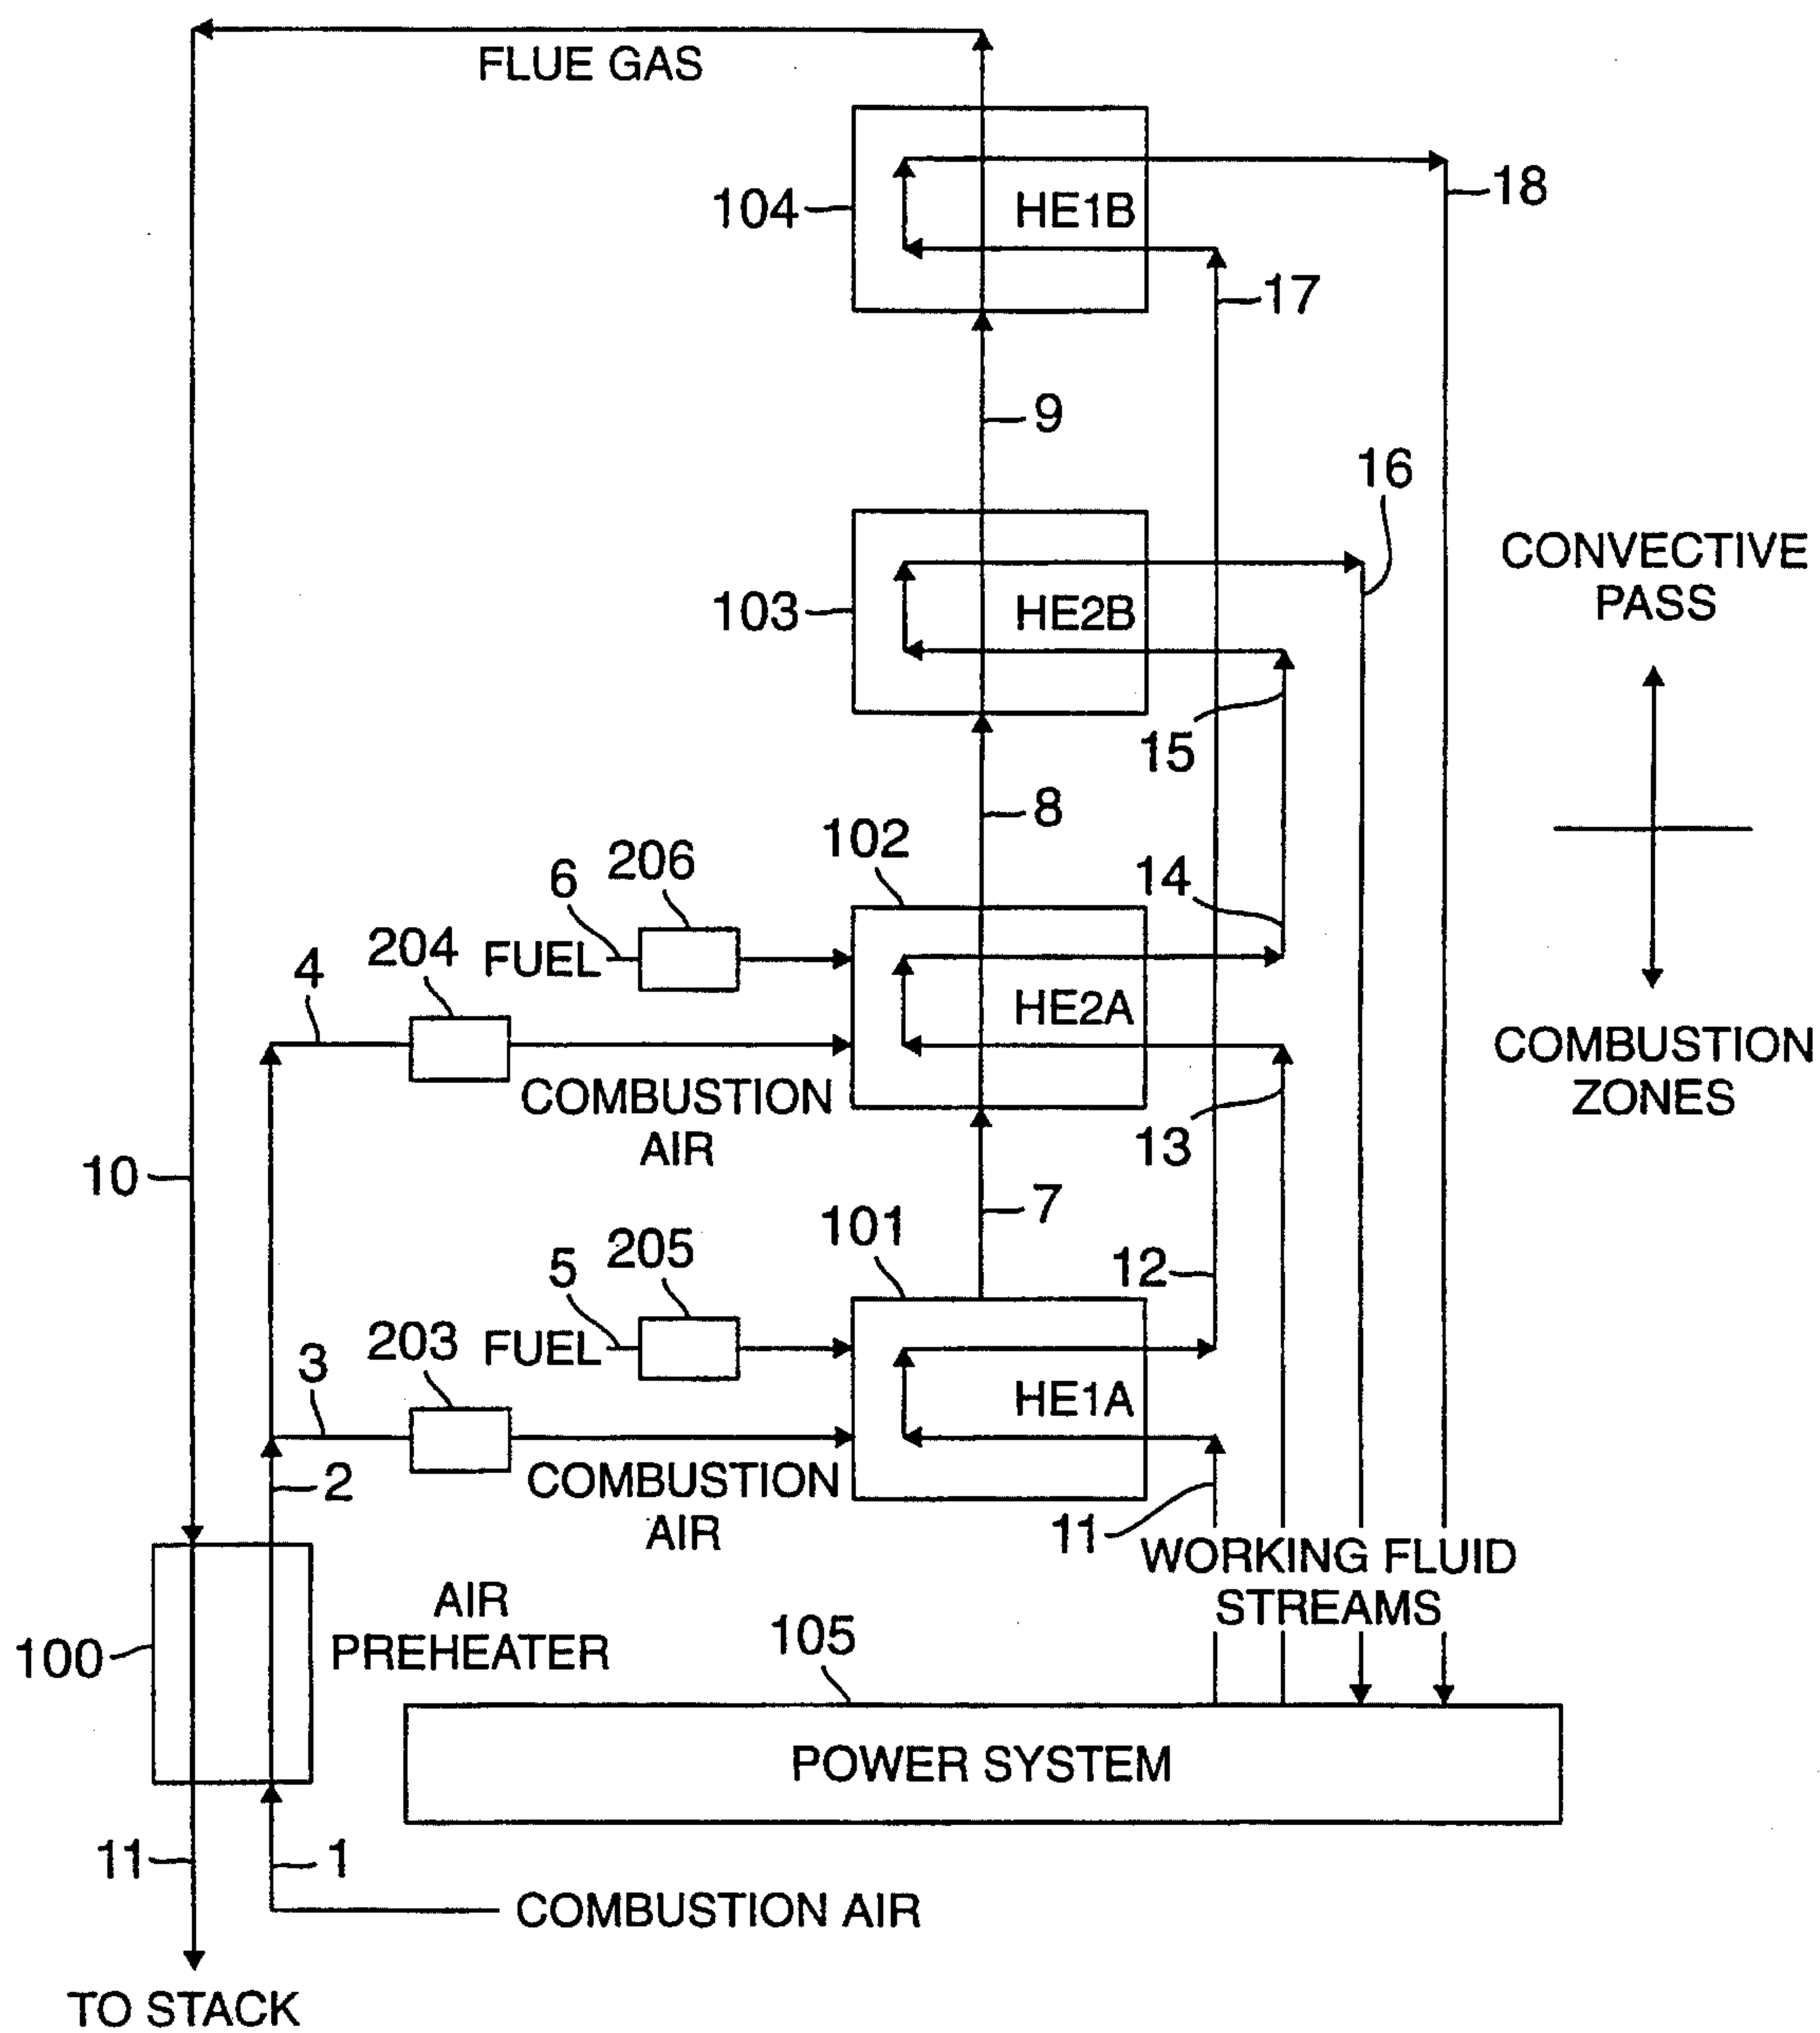 FLUE GAS
104
HE1B
18
17
9
16
CONVECTIVE
PASS
103
HE2B
15
8
102
206
6
14
204
FUEL
4
HE2A
COMBUSTION
ZONES
COMBUSTION
AIR
13
10
7
101
205
5
12
203
FUEL
3
HE1A
2
COMBUSTION
AIR
11
WORKING FLUID
STREAMS
AIR
PREHEATER
100
105
POWER SYSTEM
11
1
COMBUSTION AIR
TO STACK